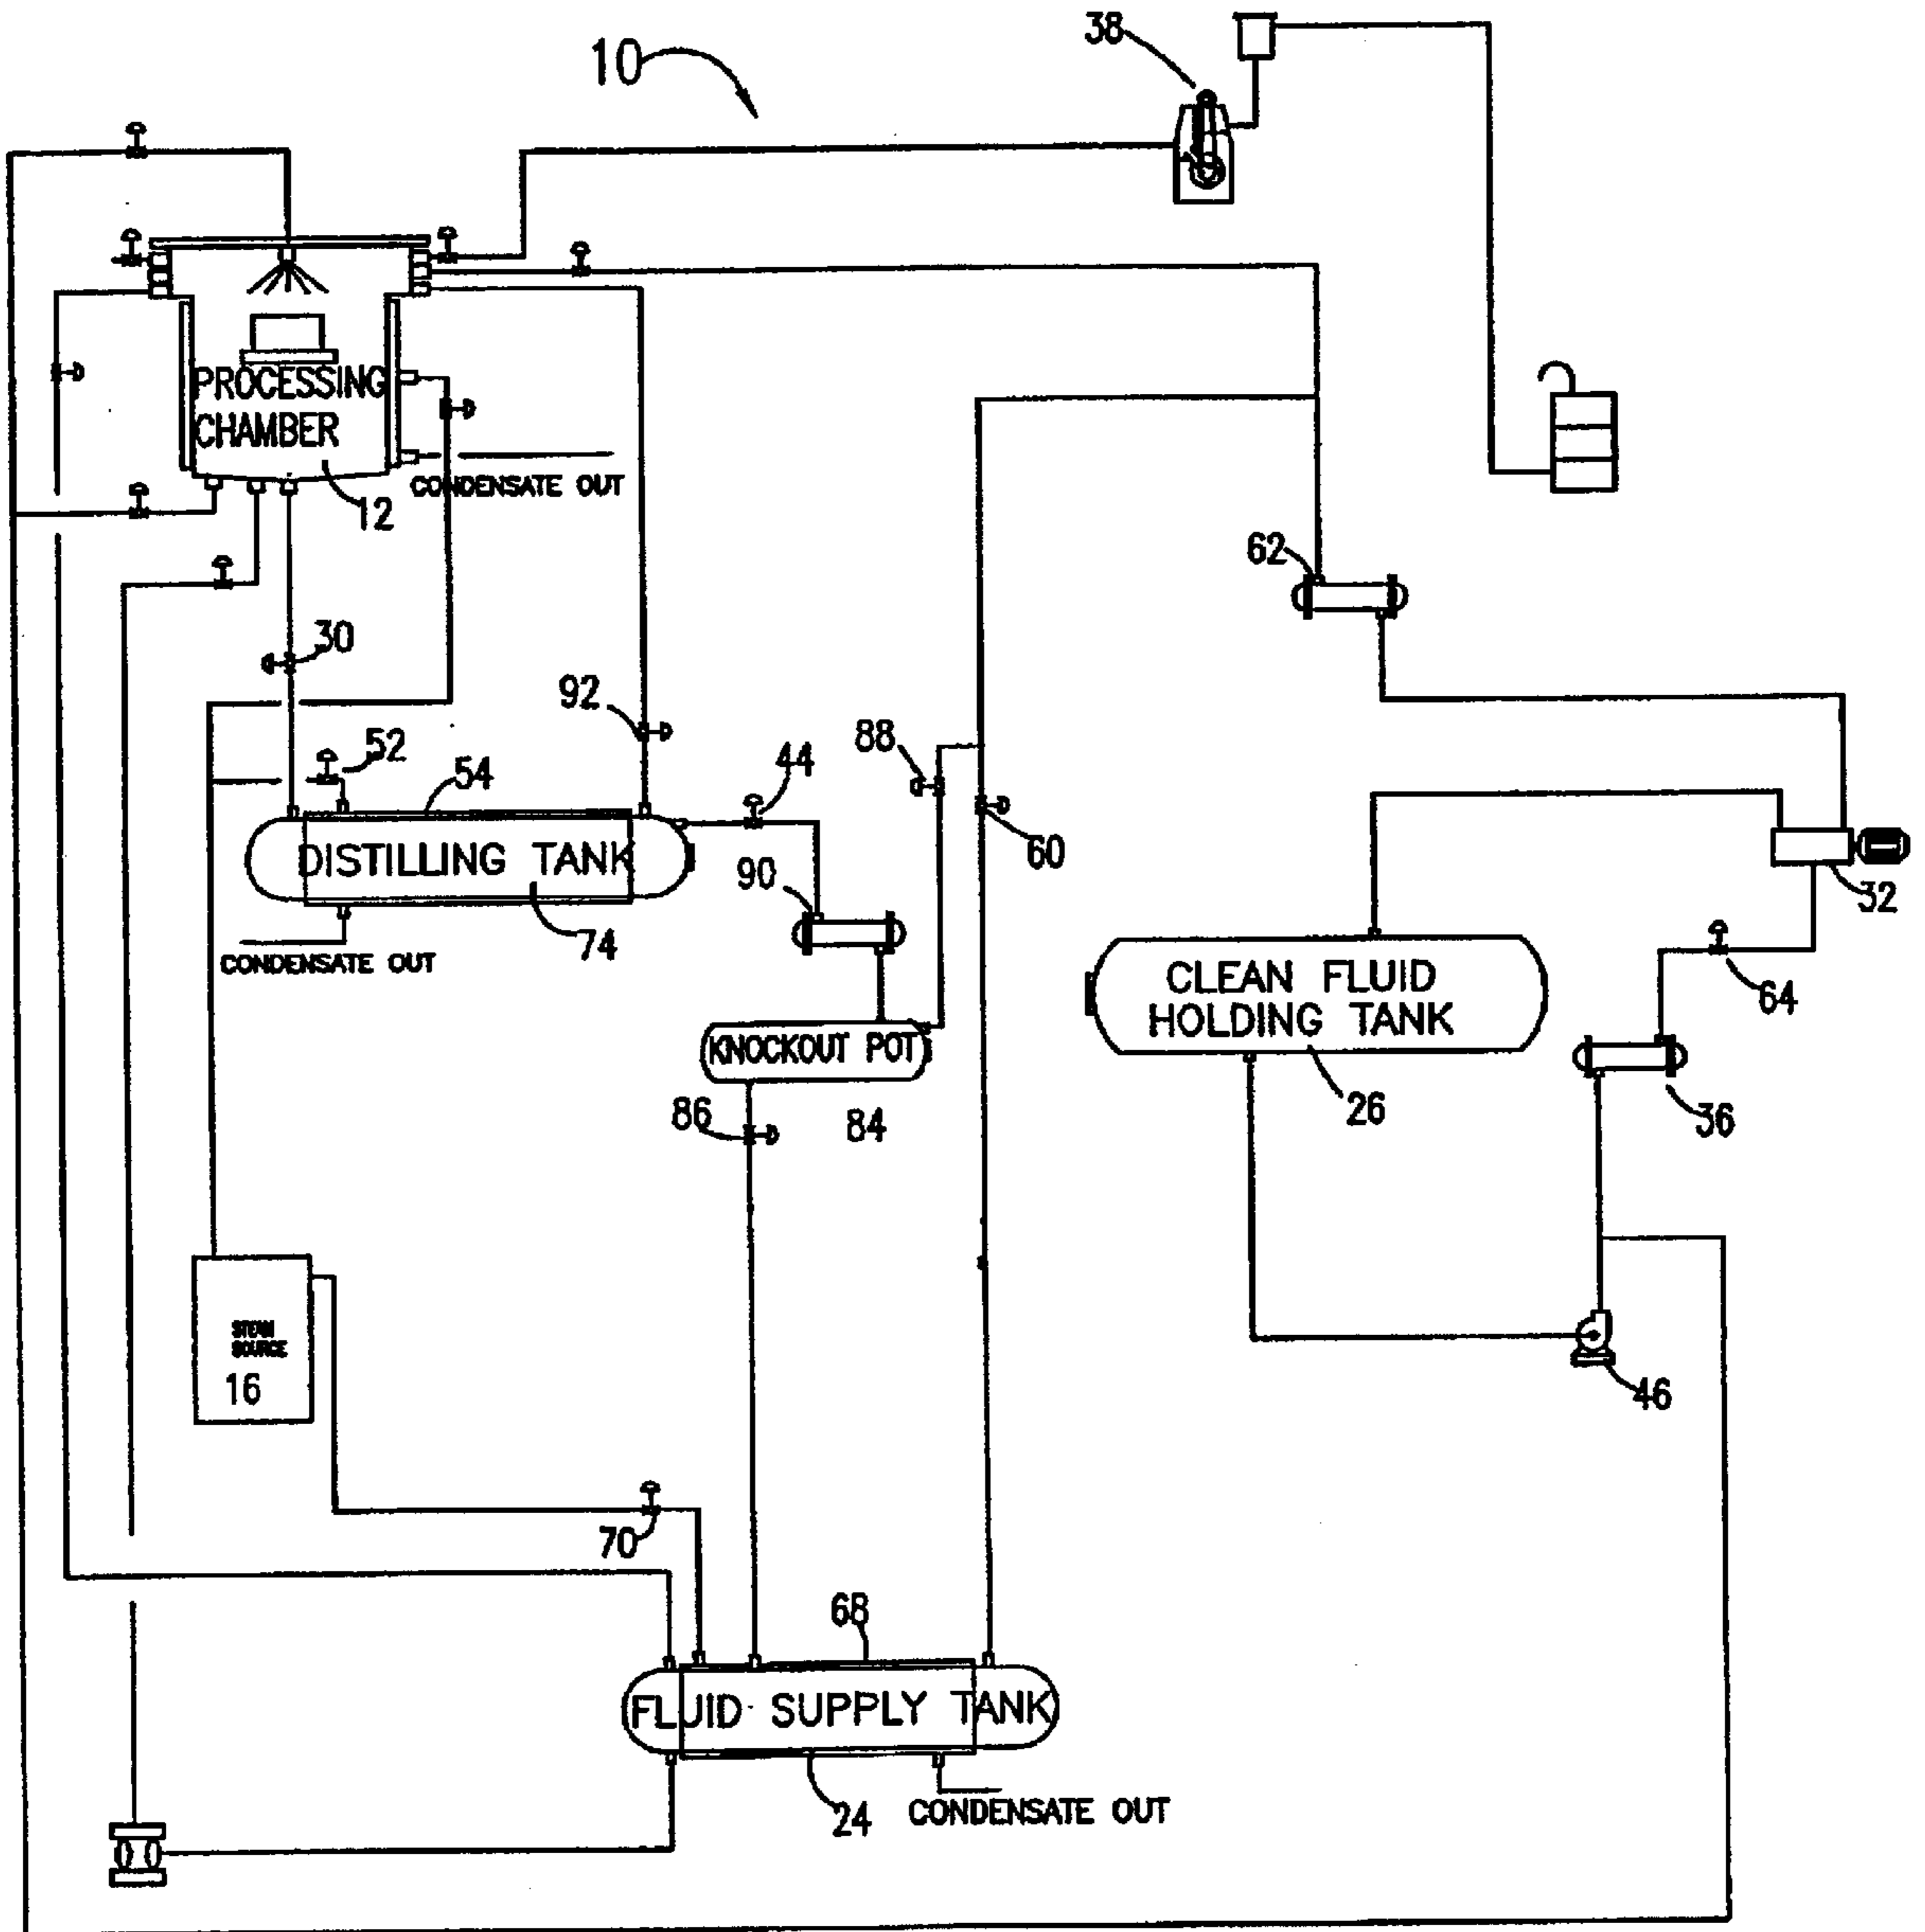 10
38
PROCESSING
CHAMBER
12
CONDENSATE OUT
62
30
92
52
54
88
44
60
DISTILLING TANK
90
32
74
CONDENSATE OUT
CLEAN FLUID
HOLDING TANK
64
KNOCKOUT POT
26
36
86
84
STEAM
SOURCE
16
46
70
68
FLUID SUPPLY TANK
24
CONDENSATE OUT